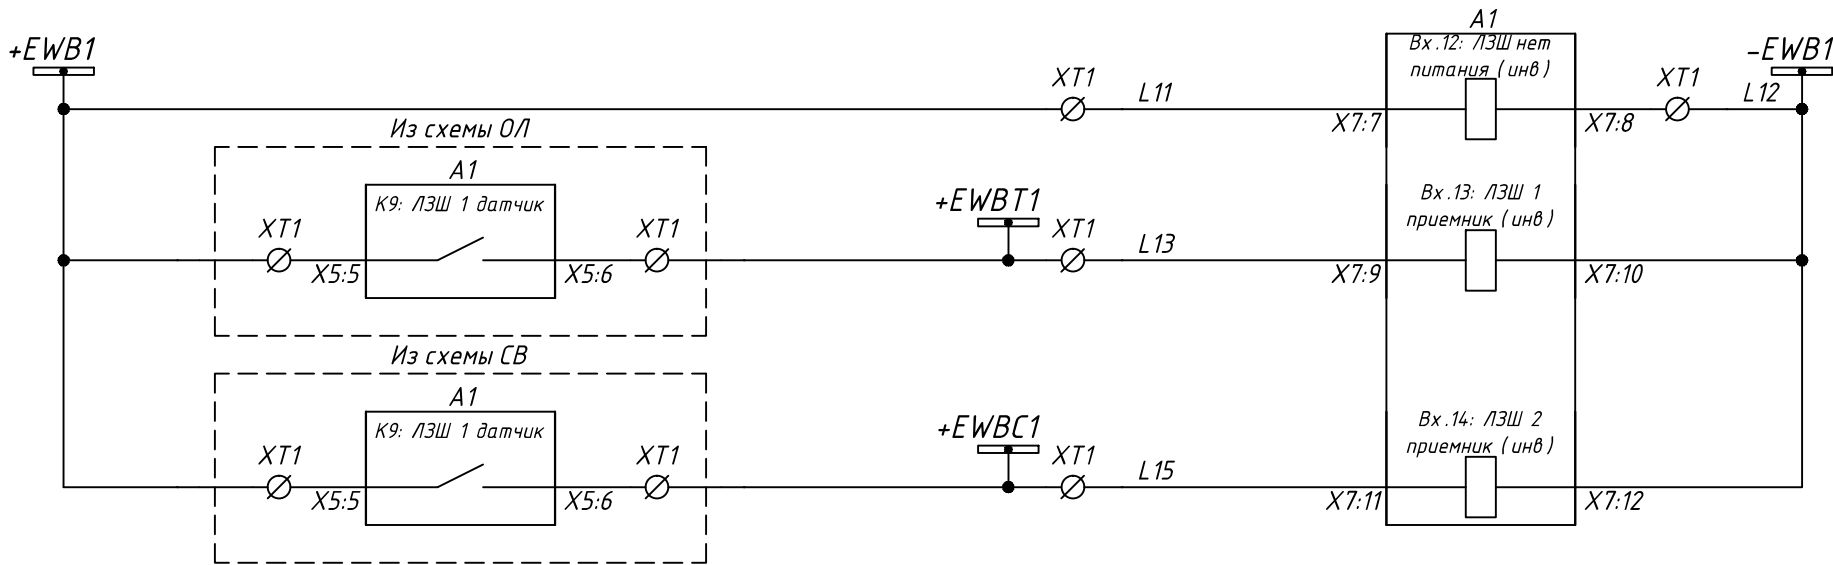 +EWB1
A1
-EWB1
Вх.12: ЛЗШ нет
питания (инв)
XT1
L11
X7:7
X7:8
XT1
L12
Из схемы ОЛ
A1
К9: ЛЗШ 1 датчик
XT1
X5:5
X5:6
XT1
+EWBT1
XT1
L13
Вх.13: ЛЗШ 1
приемник (инв)
X7:9
X7:10
Из схемы СВ
A1
К9: ЛЗШ 1 датчик
XT1
X5:5
X5:6
XT1
+EWBC1
XT1
L15
Вх.14: ЛЗШ 2
приемник (инв)
X7:11
X7:12